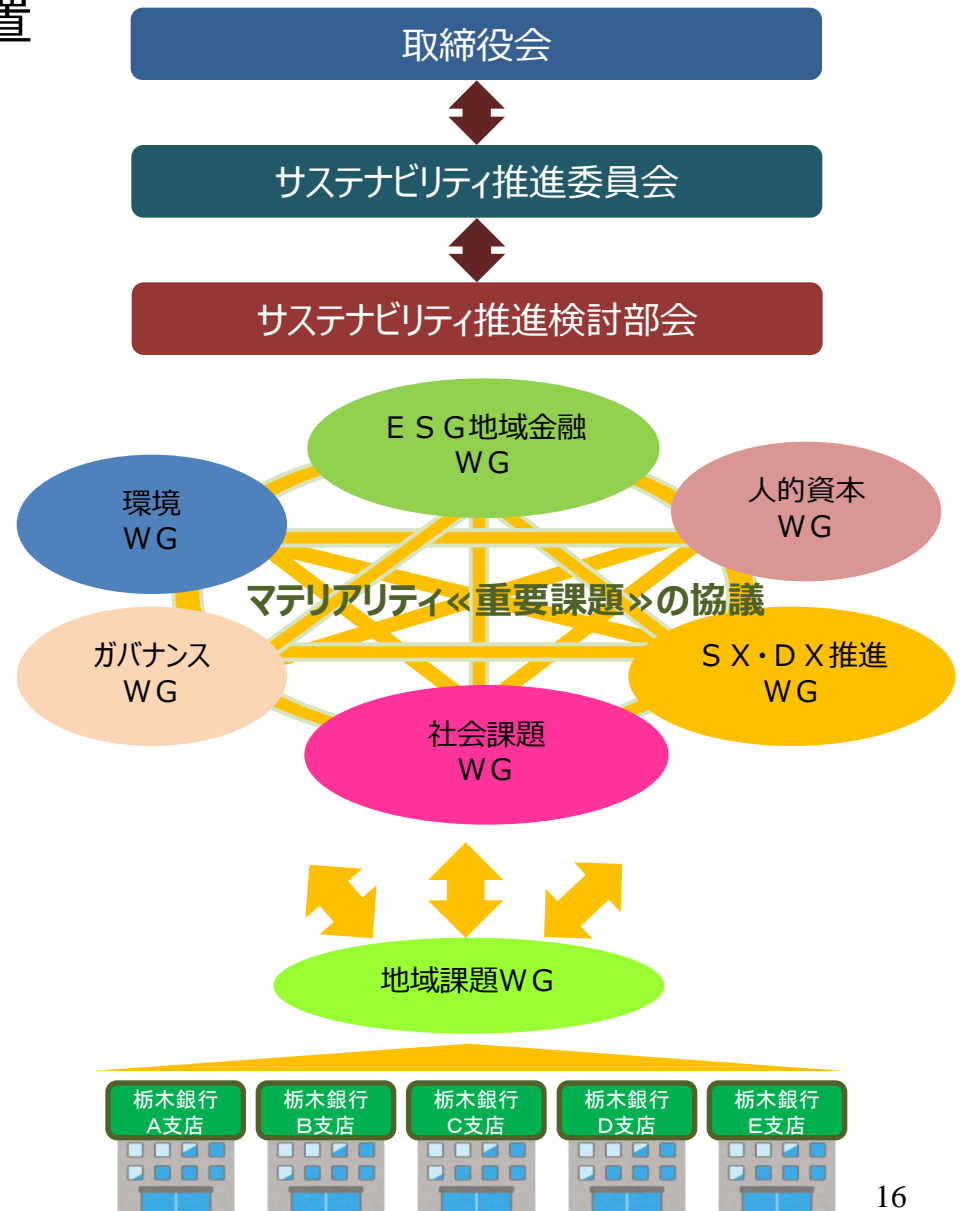 置
取締役会
サステナビリティ推進委員会
サステナビリティ推進検討部会
ＥＳＧ地域金融
ＷＧ
環境
ＷＧ
人的資本
ＷＧ
マテリアリティ≪重要課題≫の協議
ガバナンス
ＷＧ
ＳＸ・ＤＸ推進
ＷＧ
社会課題
ＷＧ
地域課題ＷＧ
栃木銀行
A支店
栃木銀行
B支店
栃木銀行
C支店
栃木銀行
D支店
栃木銀行
E支店
16